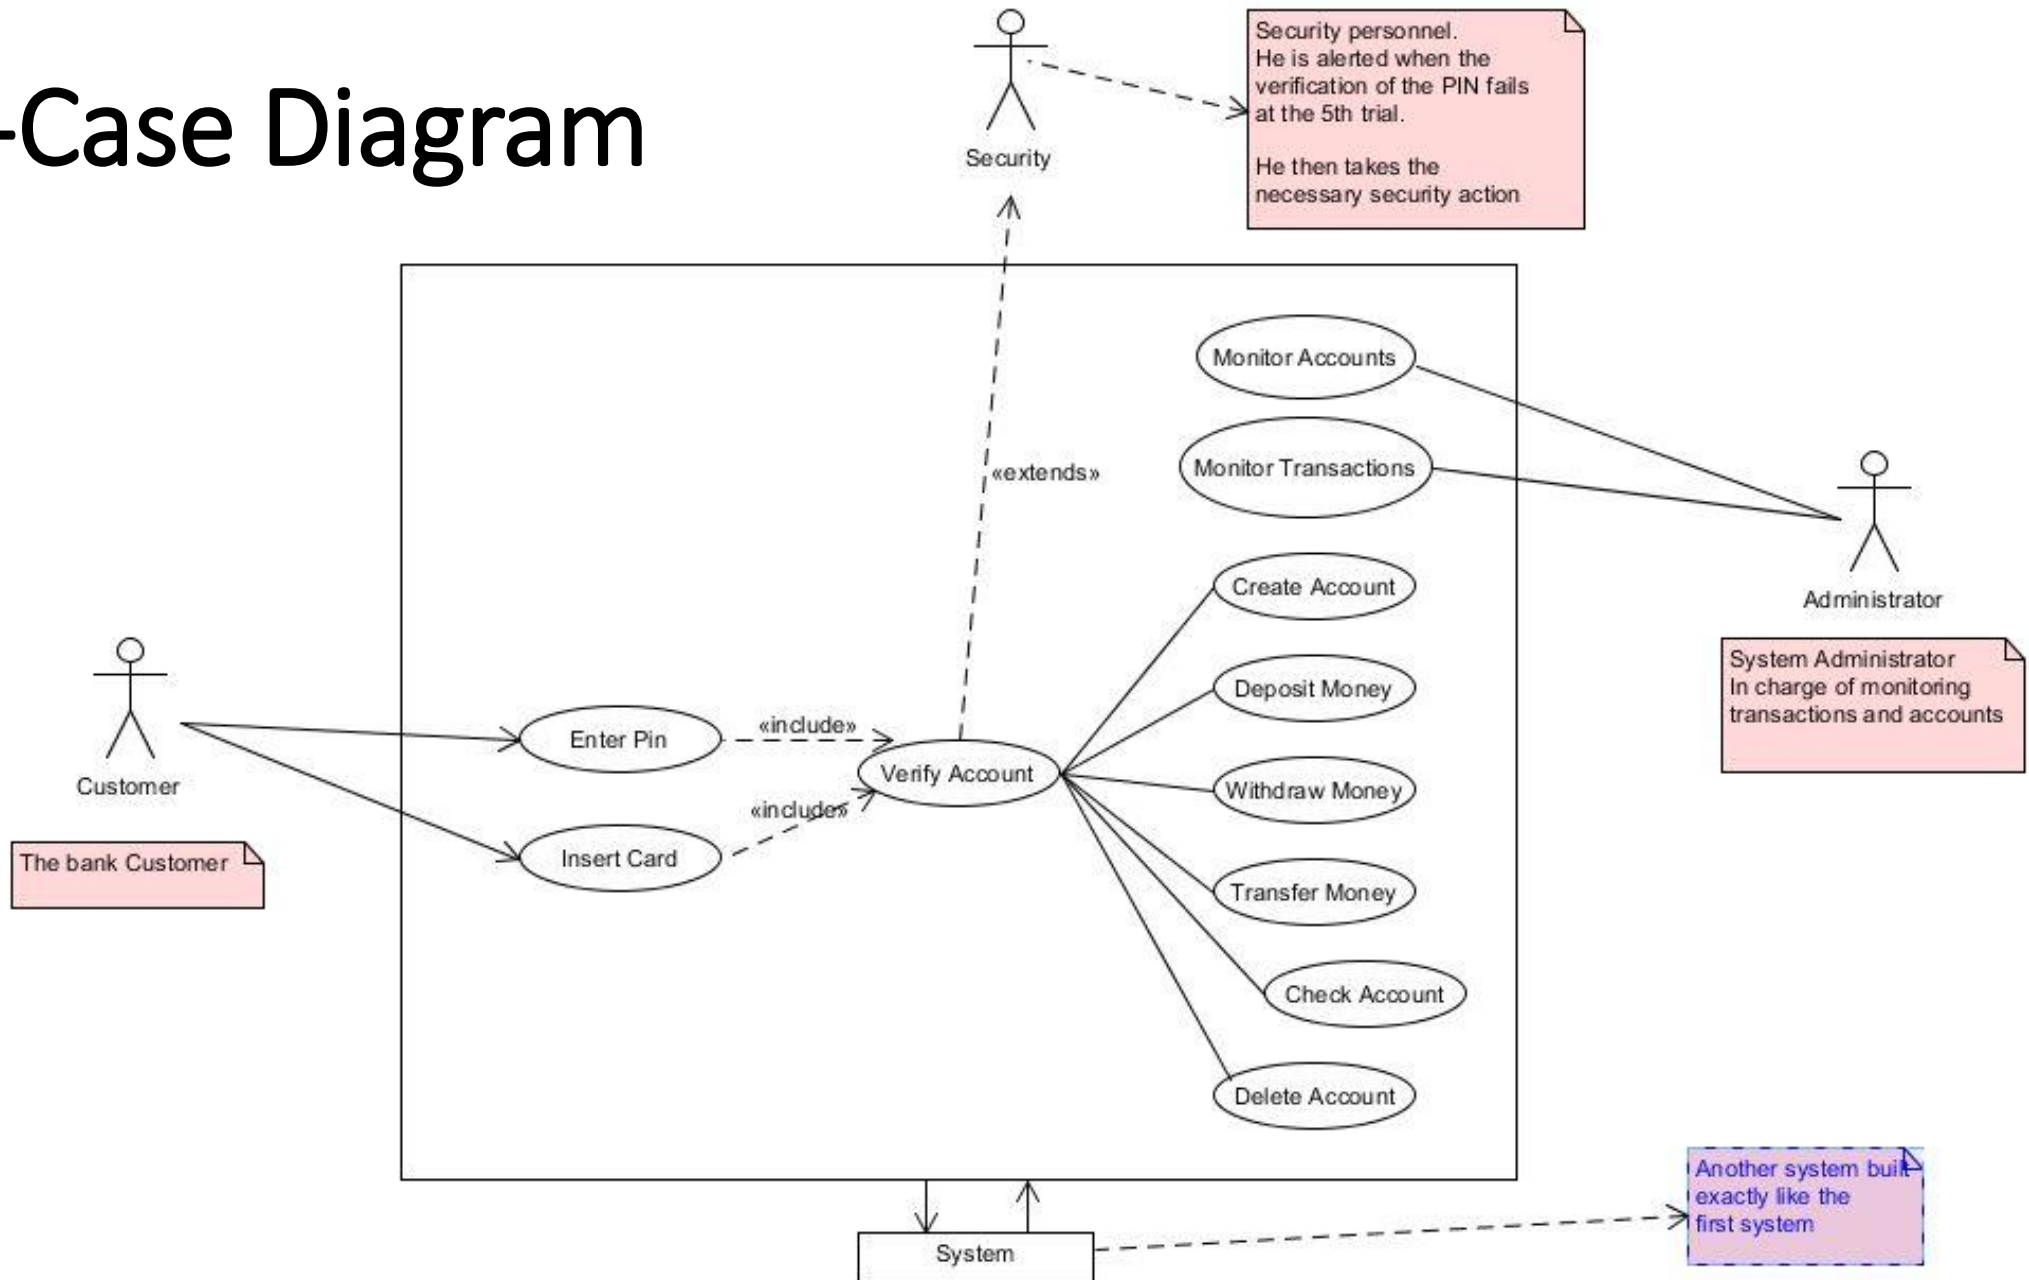 -Case Diagram
Security personnel.
He is alerted when the
verification of the PIN fails
at the 5th trial.
He then takes the
necessary security action
Security
Monitor Accounts
Monitor Transactions
«extends»
Create Account
Administrator
Deposit Money
System Administrator
In charge of monitoring
transactions and accounts
Enter Pin
«include»
Verify Account
Customer
Withdraw Money
«include»
Insert Card
The bank Customer
Transfer Money
Check Account
Delete Account
Another system built
exactly like the
first system
System